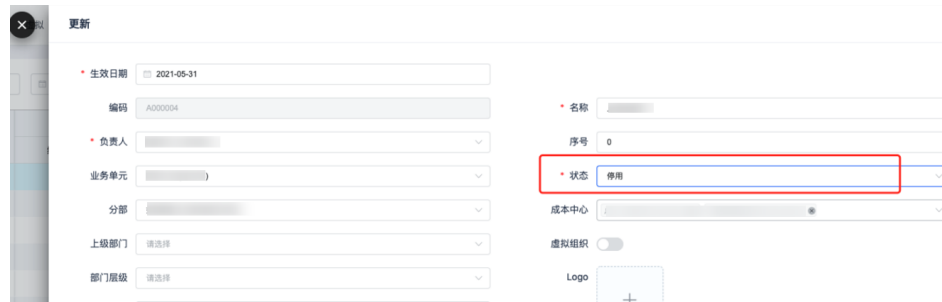 更新
* 生效日期 2021-05-31
编码 A000004
* 名称
* 负责人
序号 0
业务单元 )
* 状态 停用
分部
成本中心
上级部门 请选择
虚拟组织
部门层级 请选择
Logo